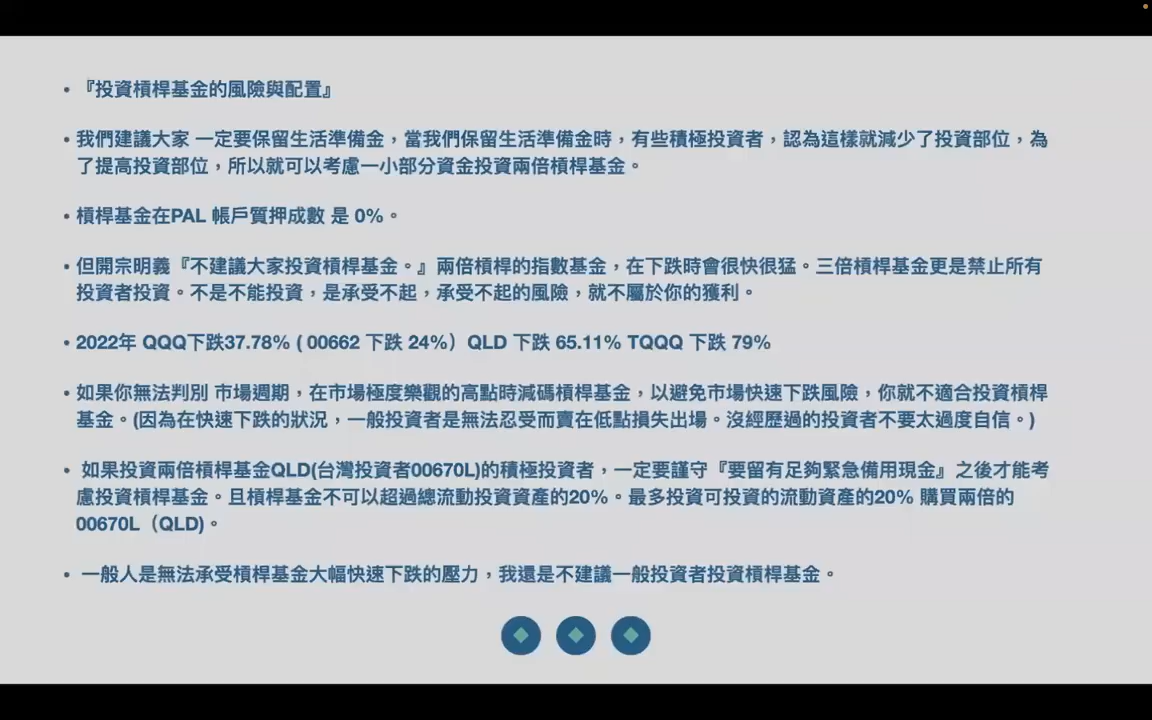 • 『投資槓桿基金的風險與配置』
• 我們建議大家 一定要保留生活準備金，當我們保留生活準備金時，有些積極投資者，認為這樣就減少了投資部位，為
了提高投資部位，所以就可以考慮一小部分資金投資兩倍槓桿基金。
• 槓桿基金在PAL 帳戶質押成數 是 0%。
• 但開宗明義『不建議大家投資槓桿基金。』兩倍槓桿的指數基金，在下跌時會很快很猛。三倍槓桿基金更是禁止所有
投資者投資。不是不能投資，是承受不起，承受不起的風險，就不屬於你的獲利。
• 2022年 QQQ下跌37.78% ( 00662 下跌 24%）QLD 下跌 65.11% TQQQ 下跌 79%
• 如果你無法判別 市場週期，在市場極度樂觀的高點時減碼槓桿基金，以避免市場快速下跌風險，你就不適合投資槓桿
基金。(因為在快速下跌的狀況，一般投資者是無法忍受而賣在低點損失出場。沒經歷過的投資者不要太過度自信。)
• 如果投資兩倍槓桿基金QLD(台灣投資者00670L)的積極投資者，一定要謹守『要留有足夠緊急備用現金』之後才能考
慮投資槓桿基金。且槓桿基金不可以超過總流動投資資產的20%。最多投資可投資的流動資產的20% 購買兩倍的
00670L（QLD)。
• 一般人是無法承受槓桿基金大幅快速下跌的壓力，我還是不建議一般投資者投資槓桿基金。